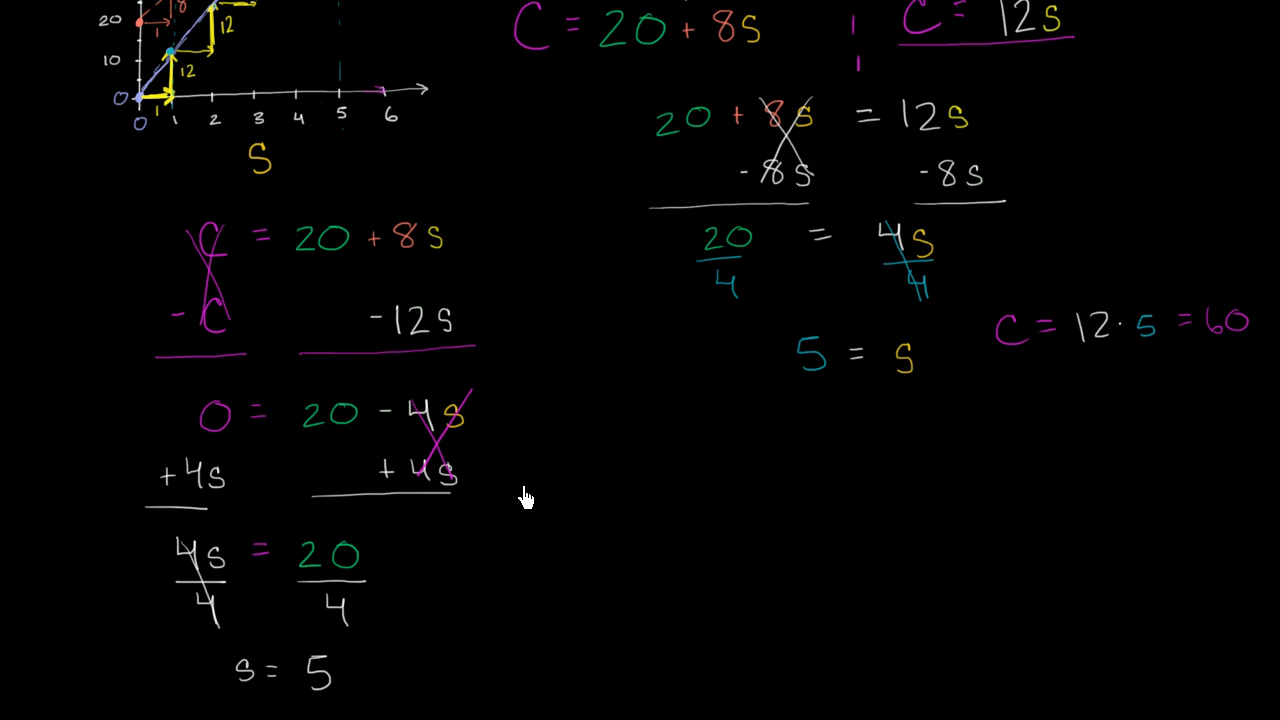 8
20
1
12
10
12
0
1
0 1 2 3 4 5 6
S
C = 20 + 8S
C = 12S
20 + 8S = 12S
- 8S - 8S
20 = 4S
4 4
5 = S
C = 12 · 5 = 60
C = 20 + 8S
- C - 12S
0 = 20 - 4S
+ 4S + 4S
4S = 20
4 4
S = 5